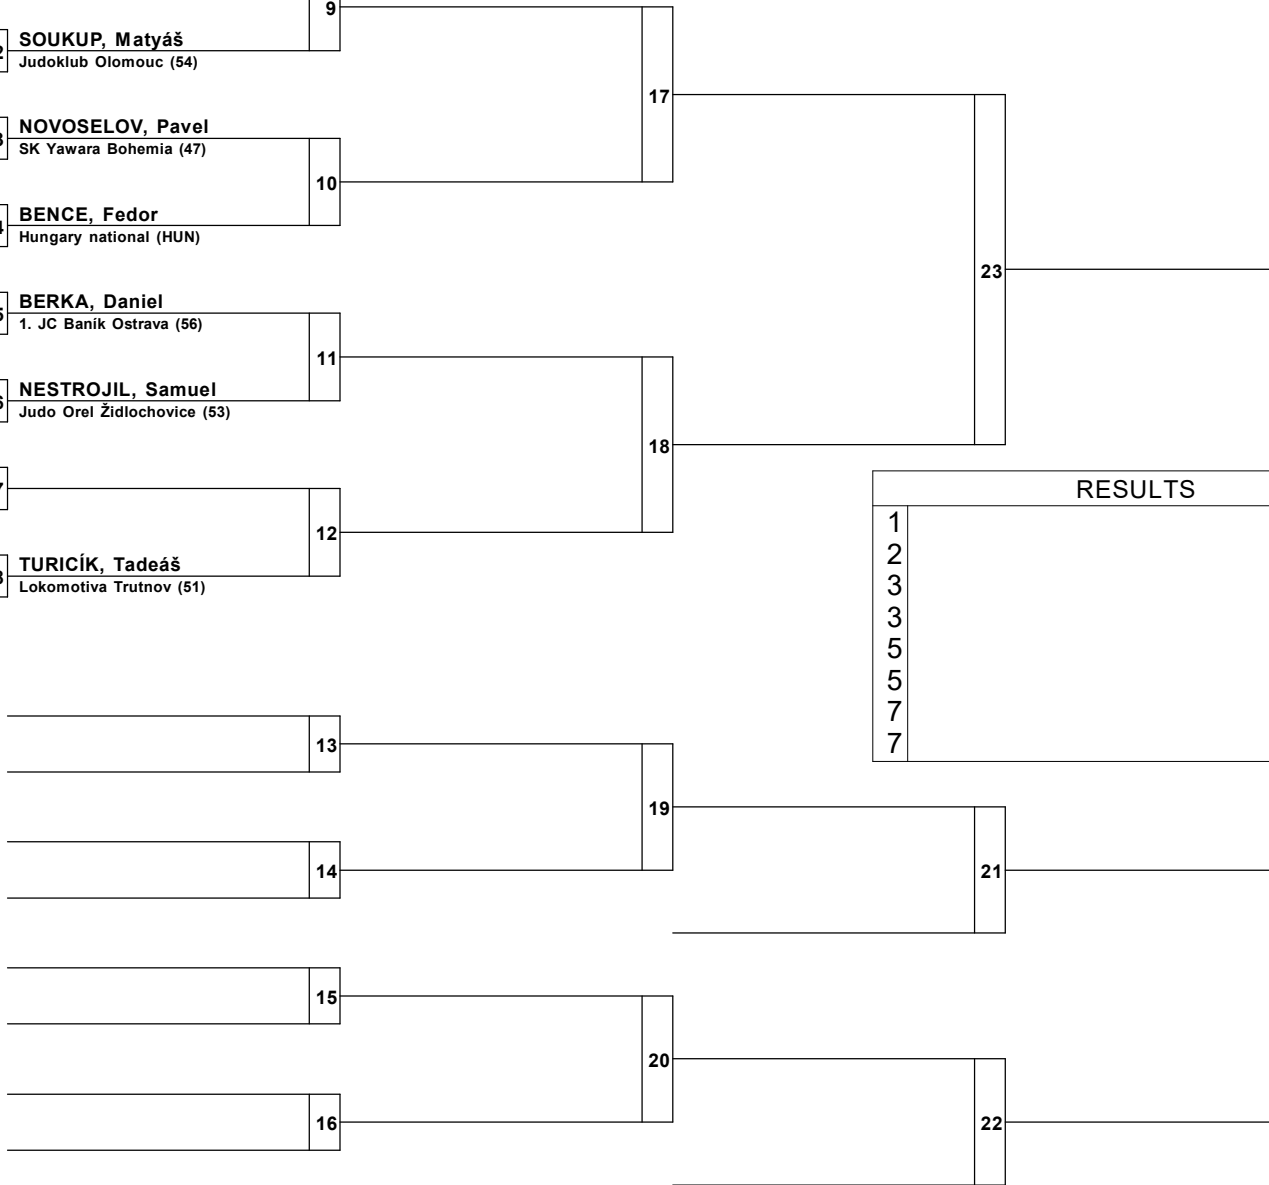 9
SOUKUP, Matyáš
Judoklub Olomouc (54)
17
NOVOSELOV, Pavel
SK Yawara Bohemia (47)
10
BENCE, Fedor
Hungary national (HUN)
23
BERKA, Daniel
1. JC Baník Ostrava (56)
11
NESTROJIL, Samuel
Judo Orel Židlochovice (53)
18
RESULTS
1
12
2
TURICÍK, Tadeáš
3
Lokomotiva Trutnov (51)
3
5
5
7
13
7
19
14
21
15
20
16
22